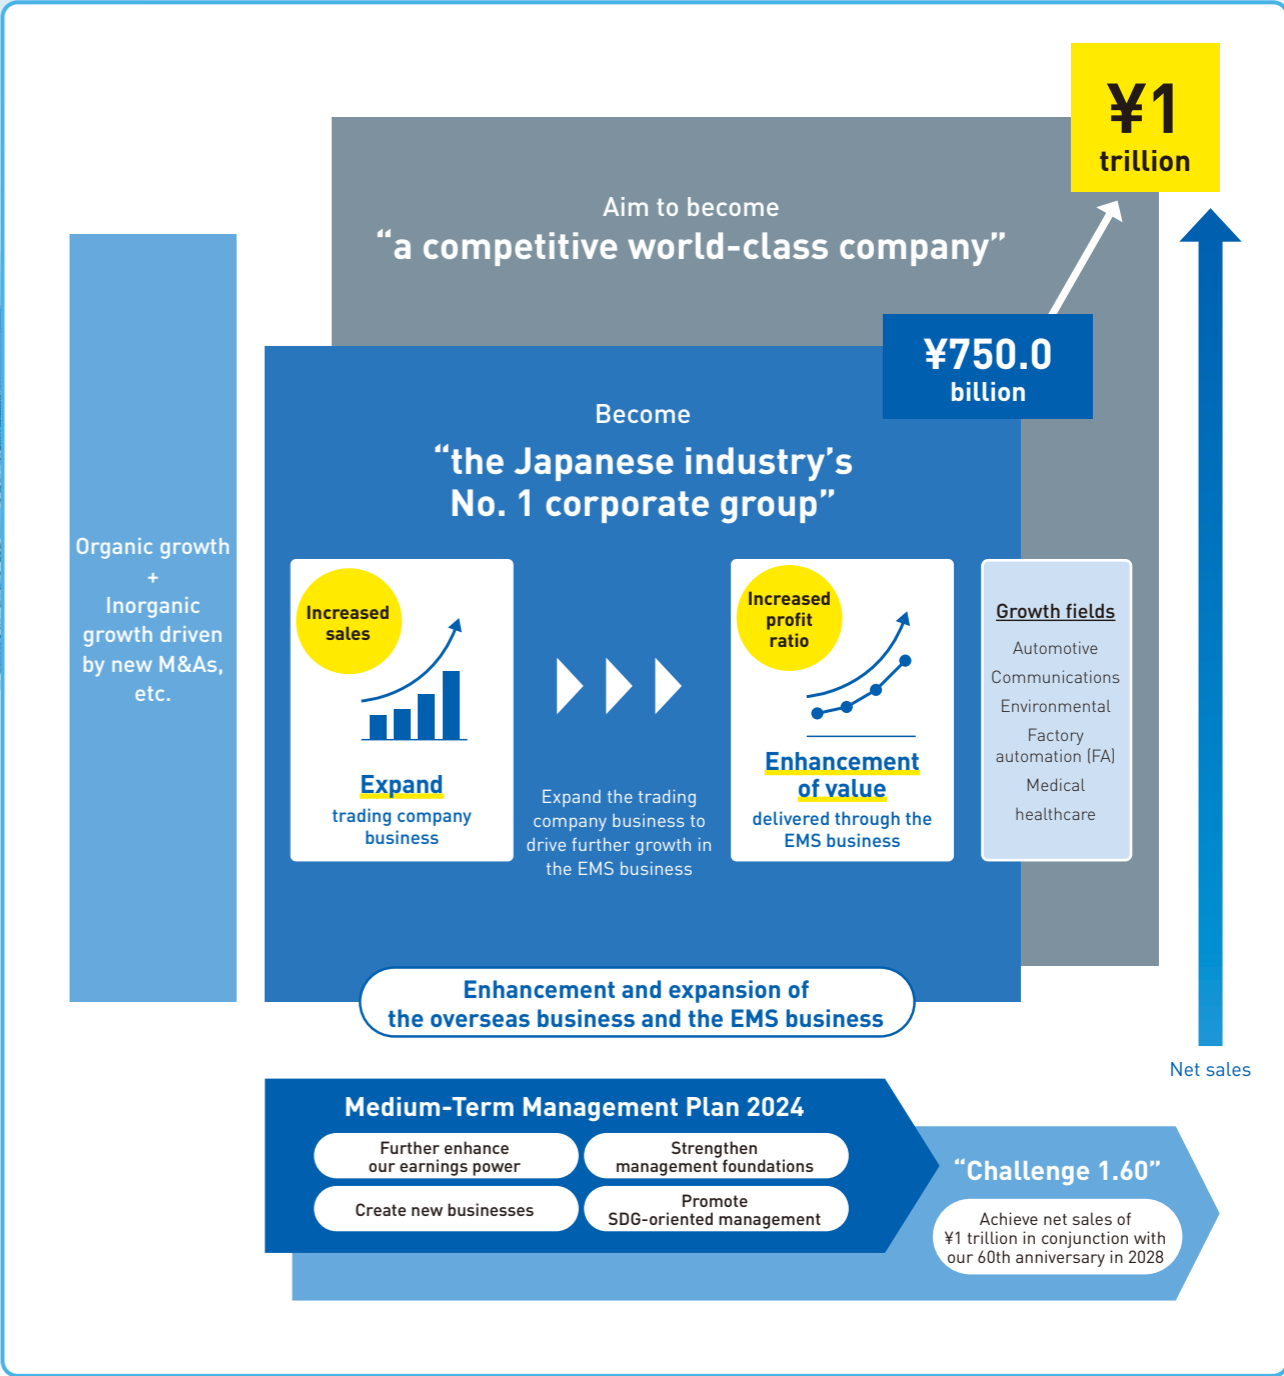 ¥1
trillion
Aim to become
“a competitive world-class company”
¥750.0
billion
Become
“the Japanese industry’s
No. 1 corporate group”
Organic growth
+
Inorganic
growth driven
by new M&As,
etc.
Increased
sales
Expand
trading company
business
Expand the trading
company business to
drive further growth in
the EMS business
Increased
profit
ratio
Enhancement
of value
delivered through the
EMS business
Growth fields
Automotive
Communications
Environmental
Factory
automation (FA)
Medical
healthcare
Enhancement and expansion of
the overseas business and the EMS business
Net sales
Medium-Term Management Plan 2024
Further enhance
our earnings power
Strengthen
management foundations
Create new businesses
Promote
SDG-oriented management
“Challenge 1.60”
Achieve net sales of
¥1 trillion in conjunction with
our 60th anniversary in 2028